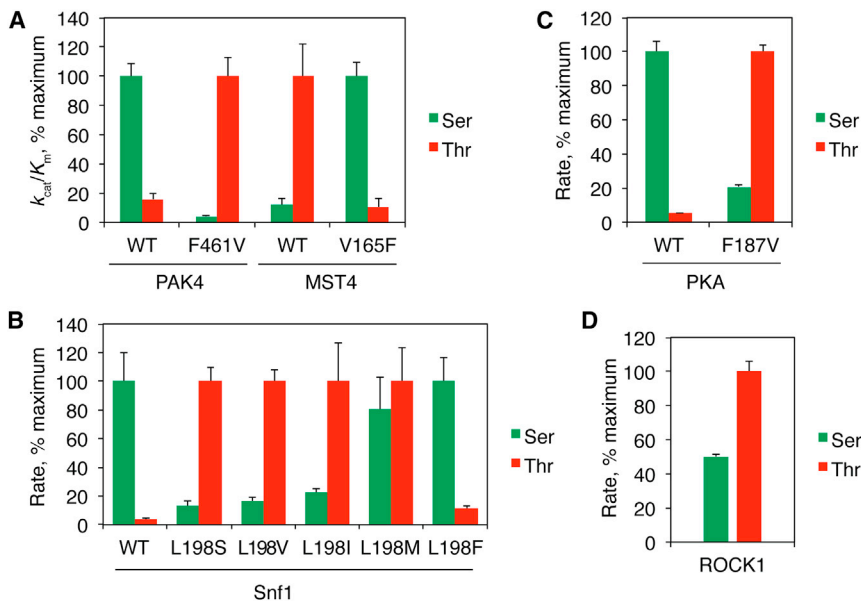 A
140
120
100
80
60
40
20
0
kcat/Km, % maximum
WT
F461V
WT
V165F
PAK4
MST4
Ser
Thr
C
120
100
80
60
40
20
0
Rate, % maximum
WT
F187V
PKA
Ser
Thr
B
140
120
100
80
60
40
20
0
Rate, % maximum
WT
L198S
L198V
L198I
L198M
L198F
Snf1
Ser
Thr
D
120
100
80
60
40
20
0
Rate, % maximum
ROCK1
Ser
Thr